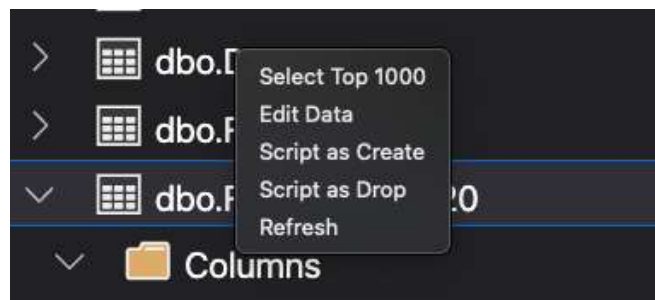 dbo.D
Select Top 1000
Edit Data
dbo.F
Script as Create
Script as Drop
dbo.F 20
Refresh
Columns